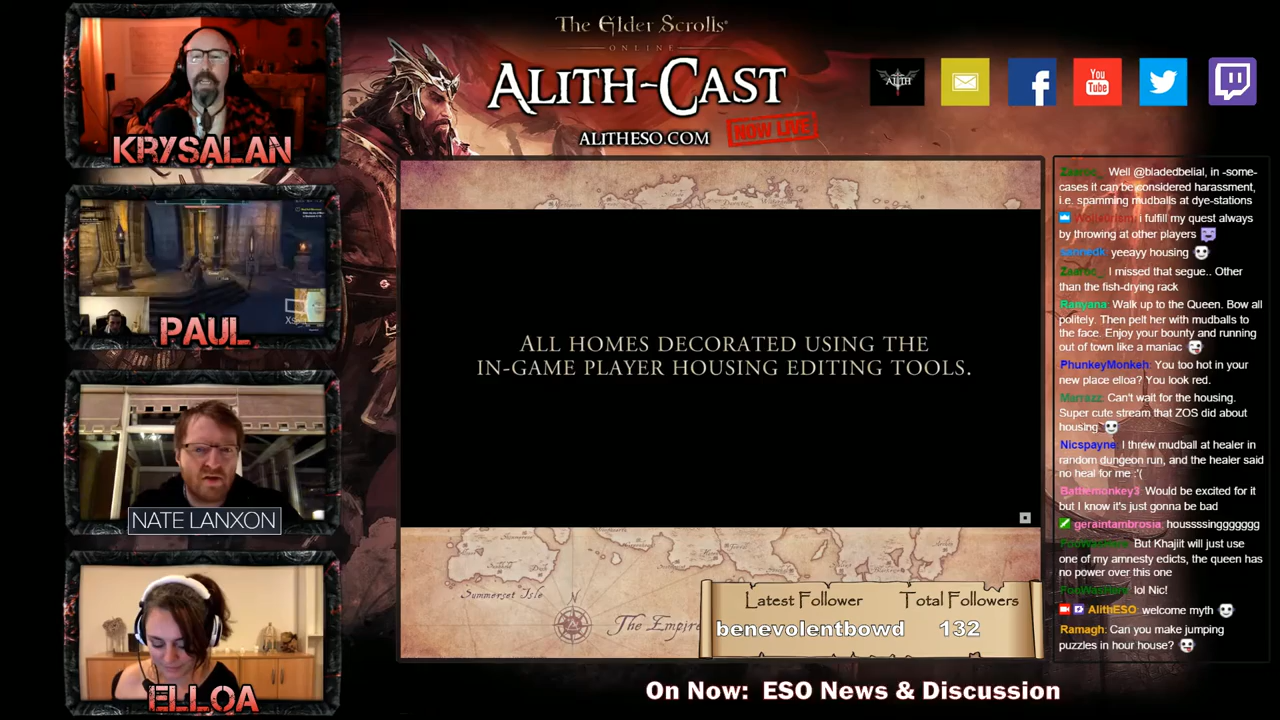 The Elder Scrolls
ONLINE
ALITH-CAST
ALITHESO.COM
NOW LIVE
ALITH
You
Tube
KRYSALAN
PAUL
NATE LANXON
ELLOA
ALL HOMES DECORATED USING THE
IN-GAME PLAYER HOUSING EDITING TOOLS.
Summerset Isle
N
The Empire
Latest Follower
Total Followers
benevolentbowd
132
On Now: ESO News & Discussion
Zaaroc_: Well @bladedbelial, in -some-
cases it can be considered harassment,
i.e. spamming mudballs at dye-stations
i fulfill my quest always
by throwing at other players
yeeayy housing
Zaaroc_: I missed that segue.. Other
than the fish-drying rack
Ranyana: Walk up to the Queen. Bow all
politely. Then pelt her with mudballs to
the face. Enjoy your bounty and running
out of town like a maniac
PhunkeyMonkeh: You too hot in your
new place elloa? You look red.
Marrazz: Can't wait for the housing.
Super cute stream that ZOS did about
housing
Nicspayne: I threw mudball at healer in
random dungeon run, and the healer said
no heal for me :'(
Battlemonkey3: Would be excited for it
but I know it's just gonna be bad
geraintambrosia: houssssinggggggg
But Khajiit will just use
one of my amnesty edicts, the queen has
no power over this one
lol Nic!
AlithESO: welcome myth
Ramagh: Can you make jumping
puzzles in hour house?